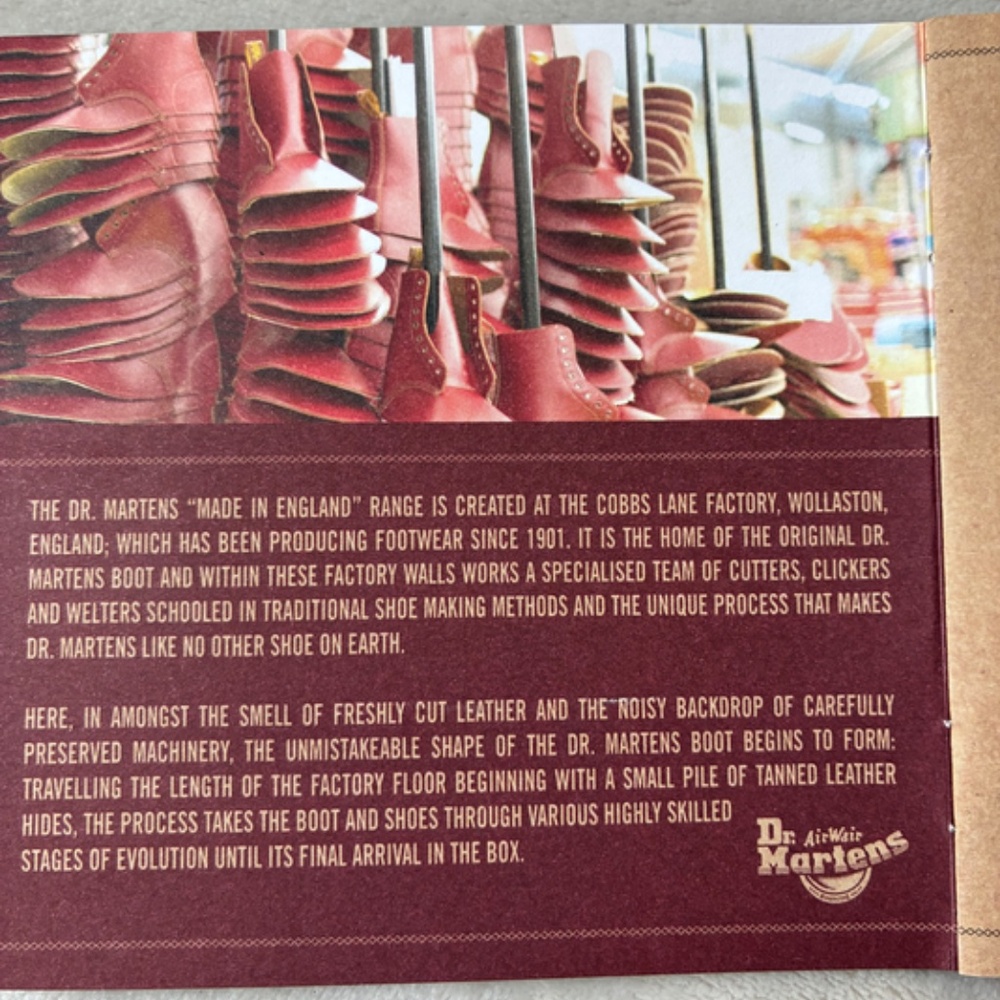 THE DR. MARTENS “MADE IN ENGLAND” RANGE IS CREATED AT THE COBBS LANE FACTORY, WOLLASTON,
ENGLAND; WHICH HAS BEEN PRODUCING FOOTWEAR SINCE 1901. IT IS THE HOME OF THE ORIGINAL DR.
MARTENS BOOT AND WITHIN THESE FACTORY WALLS WORKS A SPECIALISED TEAM OF CUTTERS, CLICKERS
AND WELTERS SCHOOLED IN TRADITIONAL SHOE MAKING METHODS AND THE UNIQUE PROCESS THAT MAKES
DR. MARTENS LIKE NO OTHER SHOE ON EARTH.
HERE, IN AMONGST THE SMELL OF FRESHLY CUT LEATHER AND THE NOISY BACKDROP OF CAREFULLY
PRESERVED MACHINERY, THE UNMISTAKEABLE SHAPE OF THE DR. MARTENS BOOT BEGINS TO FORM:
TRAVELLING THE LENGTH OF THE FACTORY FLOOR BEGINNING WITH A SMALL PILE OF TANNED LEATHER
HIDES, THE PROCESS TAKES THE BOOT AND SHOES THROUGH VARIOUS HIGHLY SKILLED
STAGES OF EVOLUTION UNTIL ITS FINAL ARRIVAL IN THE BOX.
Dr. AirWair
Martens